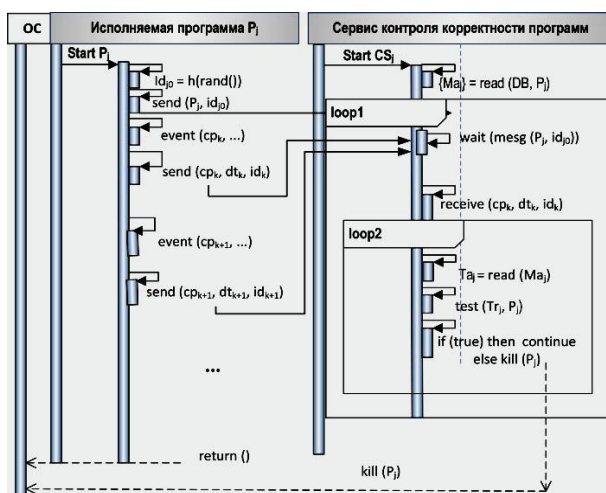 ОС
Исполняемая программа Pj
Сервис контроля корректности программ
Start Pj
Start CSj
Idj0 = h(rand())
{Ma} = read (DB, Pj)
send (Pj, idj0)
loop1
event (cpk, ...)
wait (mesg (Pj, idj0))
send (cpk, dtk, idk)
receive (cpk, dtk, idk)
loop2
event (cpk+1, ...)
Taj = read (Maj)
send (cpk+1, dtk+1, idk+1)
test (Trj, Pj)
if (true) then continue
else kill (Pj)
...
return ()
kill (Pj)